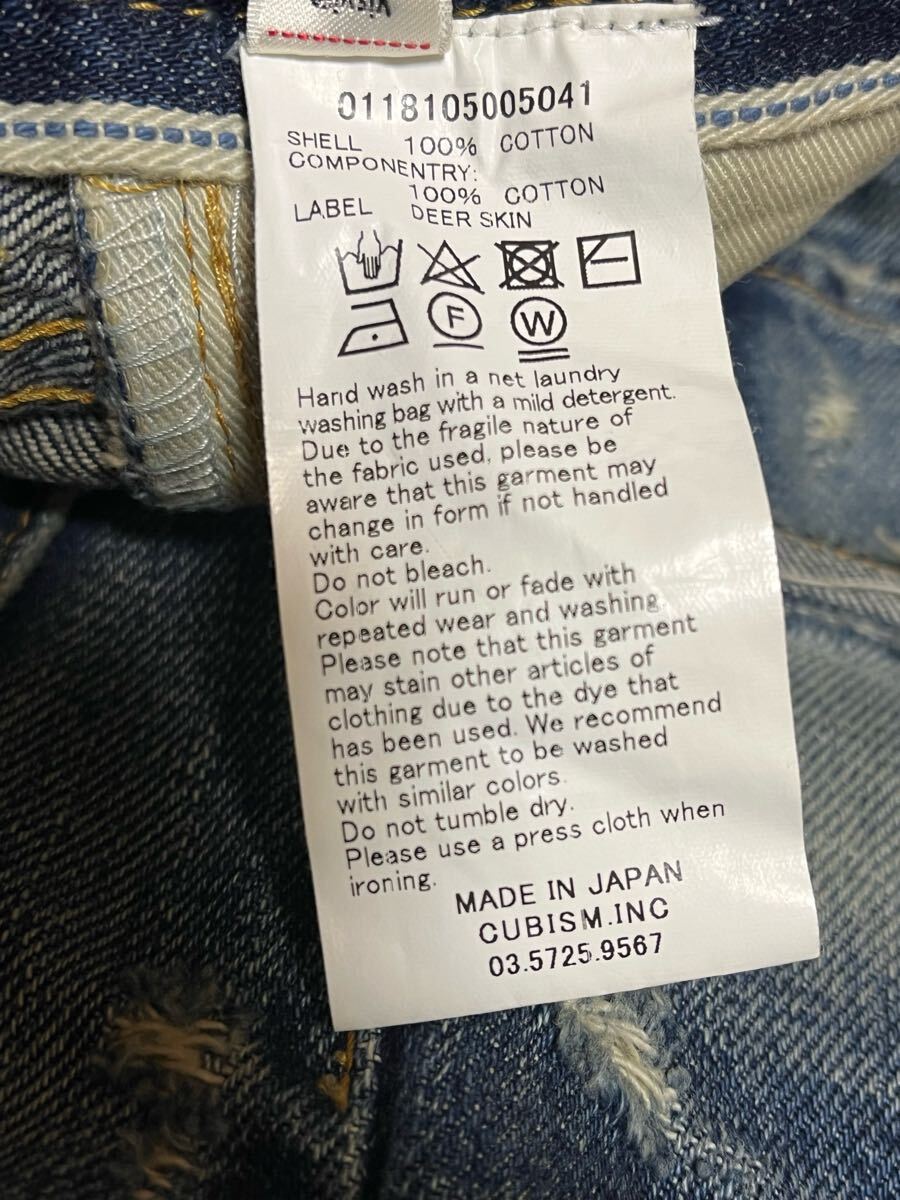 0118105005041
SHELL 100% COTTON
COMPONENTRY:
100% COTTON
LABEL DEER SKIN
F W
Hand wash in a net laundry
washing bag with a mild detergent.
Due to the fragile nature of
the fabric used, please be
aware that this garment may
change in form if not handled
with care.
Do not bleach.
Color will run or fade with
repeated wear and washing.
Please note that this garment
may stain other articles of
clothing due to the dye that
has been used. We recommend
this garment to be washed
with similar colors.
Do not tumble dry.
Please use a press cloth when
ironing.
MADE IN JAPAN
CUBISM.INC
03.5725.9567